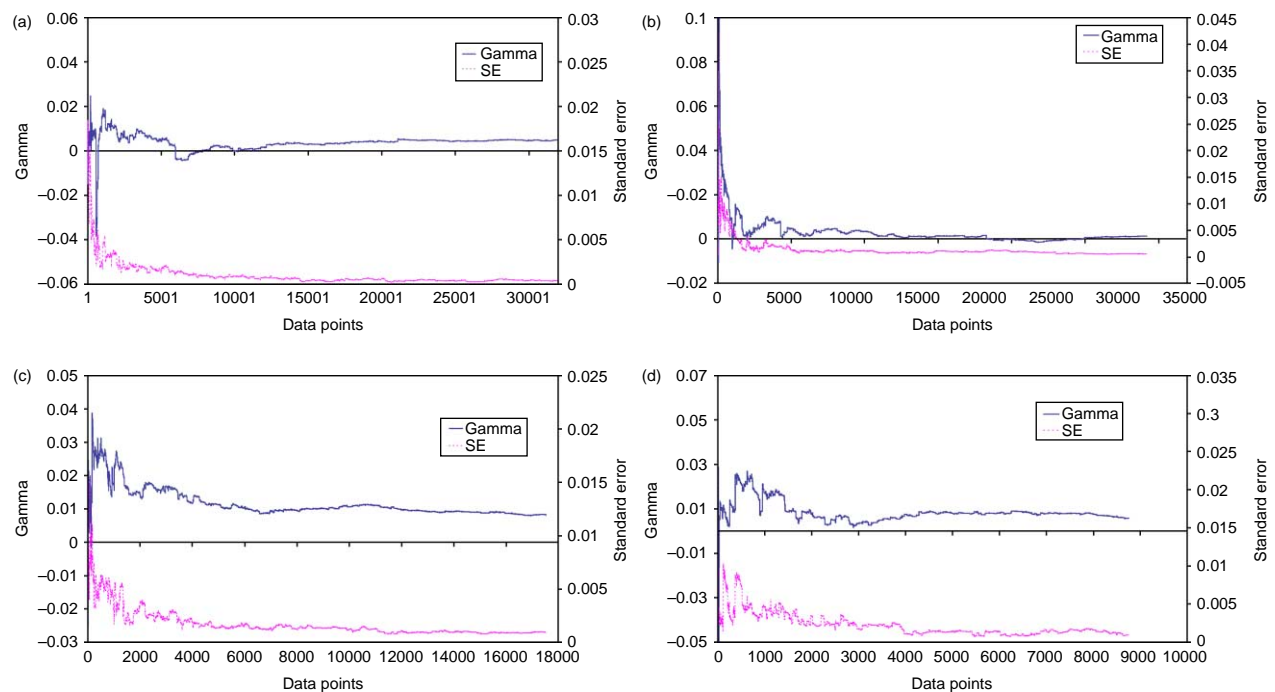 (a)
0.06
0.04
0.02
0
–0.02
–0.04
–0.06
Gamma
Gamma
SE
0.03
0.025
0.02
0.015
0.01
0.005
0
Standard error
1 5001 10001 15001 20001 25001 30001
Data points
(b)
0.1
0.08
0.06
0.04
–0.02
0
–0.02
Gamma
Gamma
SE
0.045
0.04
0.035
0.03
0.025
0.02
0.015
0.01
0.005
0
–0.005
Standard error
0 5000 10000 15000 20000 25000 30000 35000
Data points
(c)
0.05
0.04
0.03
0.02
0.01
0
–0.01
–0.02
–0.03
Gamma
Gamma
SE
0.025
0.02
0.015
0.01
0.005
0
Standard error
0 2000 4000 6000 8000 10000 12000 14000 16000 18000
Data points
(d)
0.07
0.05
0.03
0.01
–0.01
–0.03
–0.05
Gamma
Gamma
SE
0.035
0.3
0.025
0.02
0.015
0.01
0.005
0
Standard error
0 1000 2000 3000 4000 5000 6000 7000 8000 9000 10000
Data points